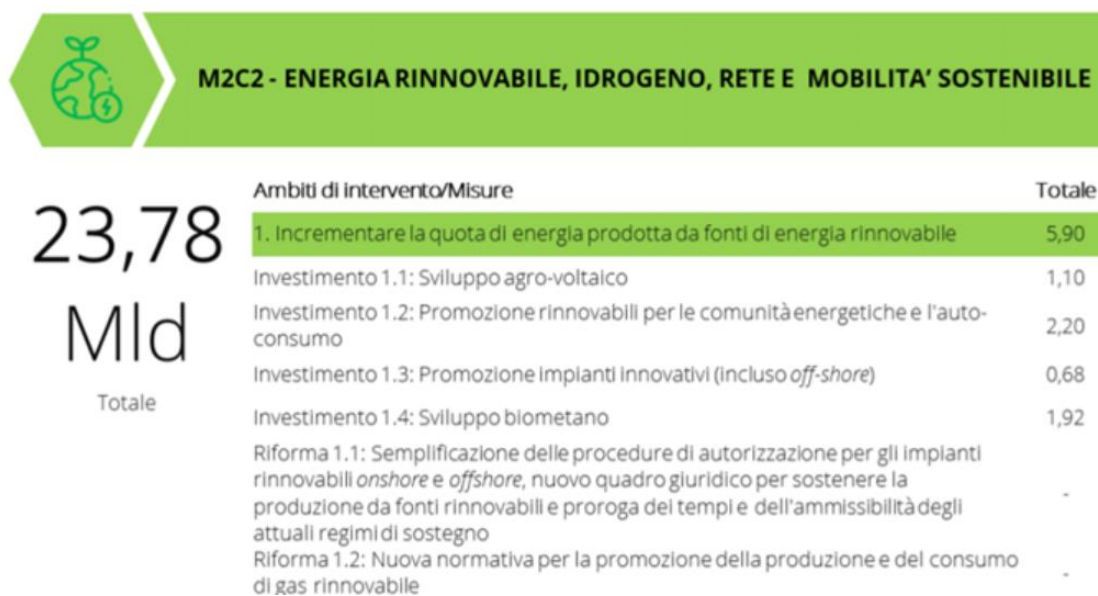 M2C2 - ENERGIA RINNOVABILE, IDROGENO, RETE E MOBILITA’ SOSTENIBILE
23,78
Mld
Totale
Ambiti di intervento/Misure Totale
1. Incrementare la quota di energia prodotta da fonti di energia rinnovabile 5,90
Investimento 1.1: Sviluppo agro-voltaico 1,10
Investimento 1.2: Promozione rinnovabili per le comunità energetiche e l'auto-
consumo 2,20
Investimento 1.3: Promozione impianti innovativi (incluso off-shore) 0,68
Investimento 1.4: Sviluppo biometano 1,92
Riforma 1.1: Semplificazione delle procedure di autorizzazione per gli impianti
rinnovabili onshore e offshore, nuovo quadro giuridico per sostenere la
produzione da fonti rinnovabili e proroga dei tempi e dell'ammissibilità degli
attuali regimi di sostegno -
Riforma 1.2: Nuova normativa per la promozione della produzione e del consumo
di gas rinnovabile -